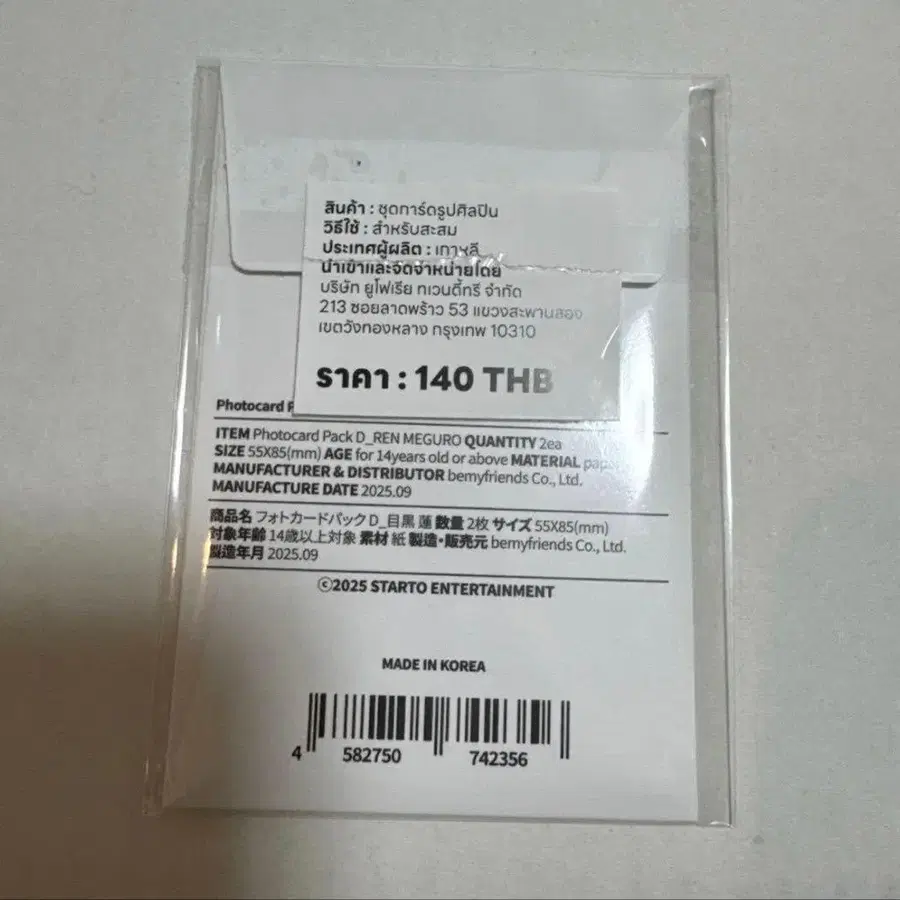 สินค้า : ชุดการ์ดรูปศิลปิน
วิธีใช้ : สำหรับสะสม
ประเทศผู้ผลิต : เกาหลี
นำเข้าและจัดจำหน่ายโดย
บริษัท ยูโฟเรีย ทเวนตี้ทรี จำกัด
213 ซอยลาดพร้าว 53 แขวงสะพานสอง
เขตวังทองหลาง กรุงเทพ 10310
ราคา : 140 THB
Photocard
ITEM Photocard Pack D_REN MEGURO QUANTITY 2ea
SIZE 55X85(mm) AGE for 14years old or above MATERIAL
MANUFACTURER & DISTRIBUTOR bemyfriends Co., Ltd.
MANUFACTURE DATE 2025.09
商品名 フォトカードパック D_目黒 蓮 数量 2枚 サイズ 55X85(mm)
対象年齢 14歳以上対象 素材 紙 製造・販売元 bemyfriends Co., Ltd.
製造年月 2025.09
©2025 STARTO ENTERTAINMENT
MADE IN KOREA
4 582750 742356